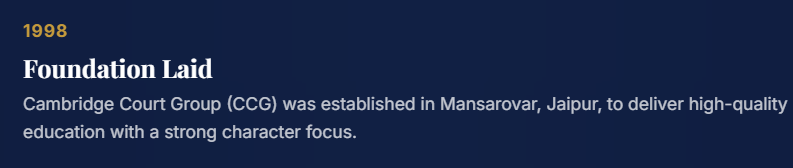 1998
Foundation Laid
Cambridge Court Group (CCG) was established in Mansarovar, Jaipur, to deliver high-quality
education with a strong character focus.